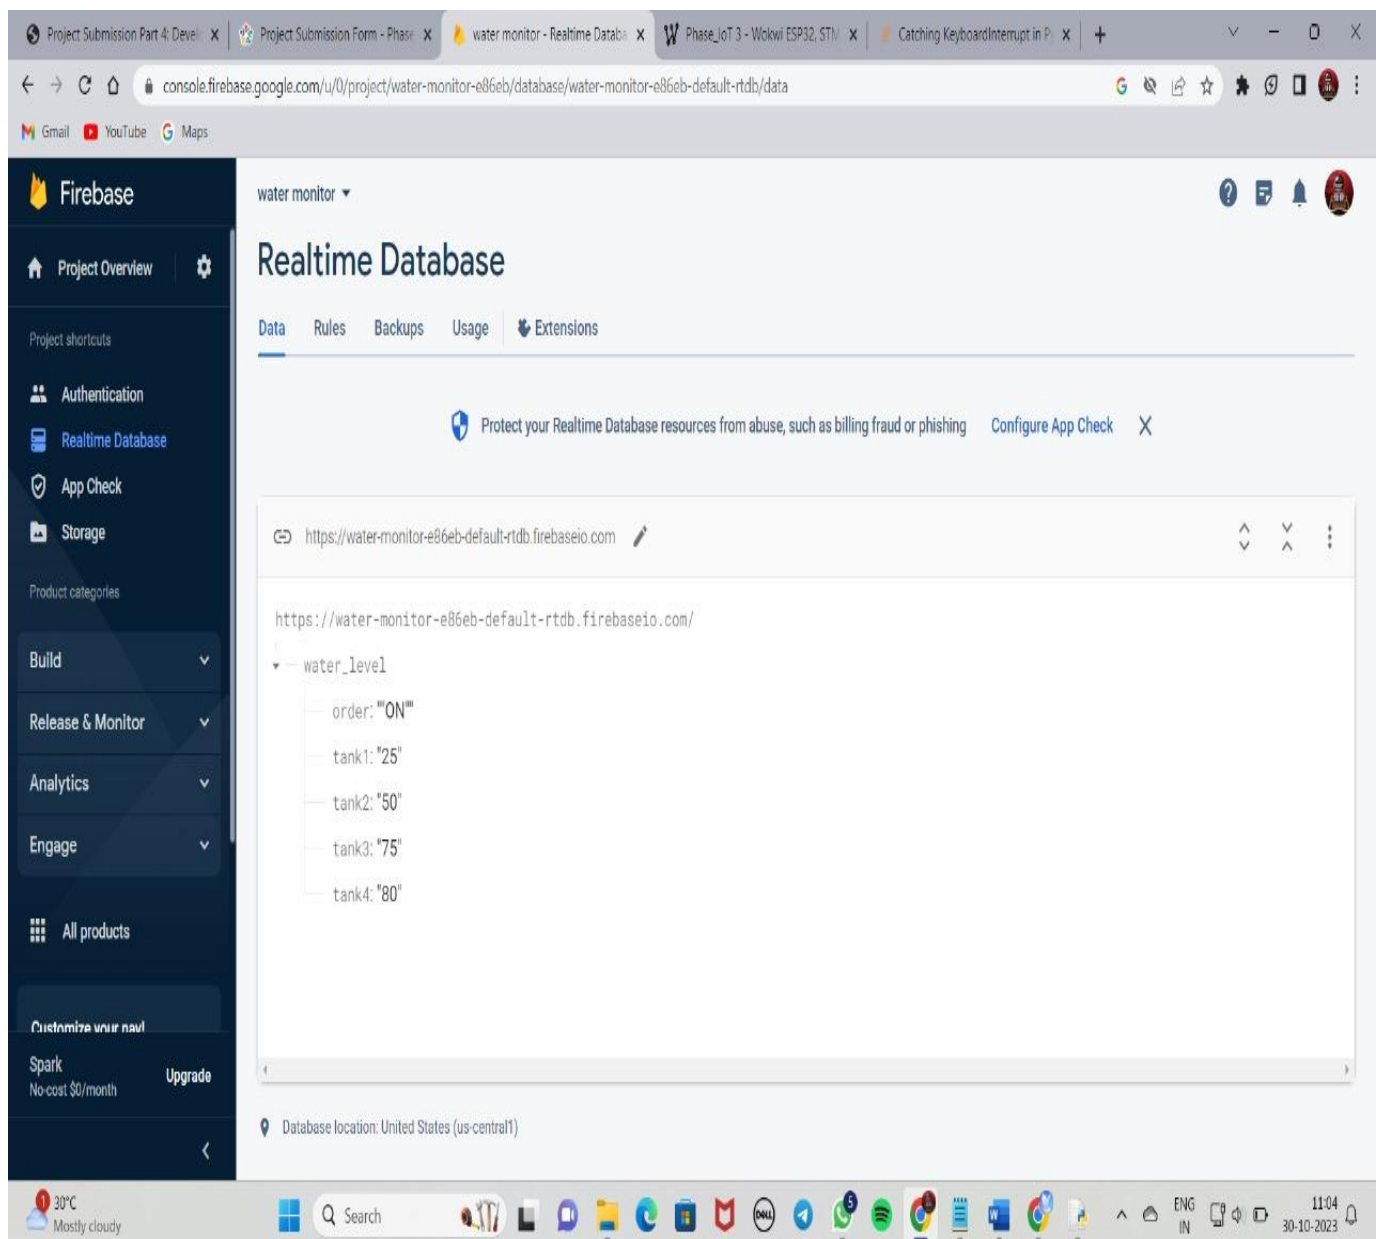 Project Submission Part 4: Devel
Project Submission Form - Phase
water monitor - Realtime Databa
Phase_IoT 3 - Wokwi ESP32, STM
Catching KeyboardInterrupt in P
console.firebase.google.com/u/0/project/water-monitor-e86eb/database/water-monitor-e86eb-default-rtdb/data
Gmail YouTube Maps
Firebase
Project Overview
Project shortcuts
Authentication
Realtime Database
App Check
Storage
Product categories
Build
Release & Monitor
Analytics
Engage
All products
Customize your nav!
Spark
No-cost $0/month
Upgrade
water monitor
Realtime Database
Data Rules Backups Usage Extensions
Protect your Realtime Database resources from abuse, such as billing fraud or phishing Configure App Check
https://water-monitor-e86eb-default-rtdb.firebaseio.com
https://water-monitor-e86eb-default-rtdb.firebaseio.com/
water_level
order: ""ON""
tank1: "25"
tank2: "50"
tank3: "75"
tank4: "80"
Database location: United States (us-central1)
1
30°C
Mostly cloudy
Search
DELL
5
ENG
IN
11:04
30-10-2023